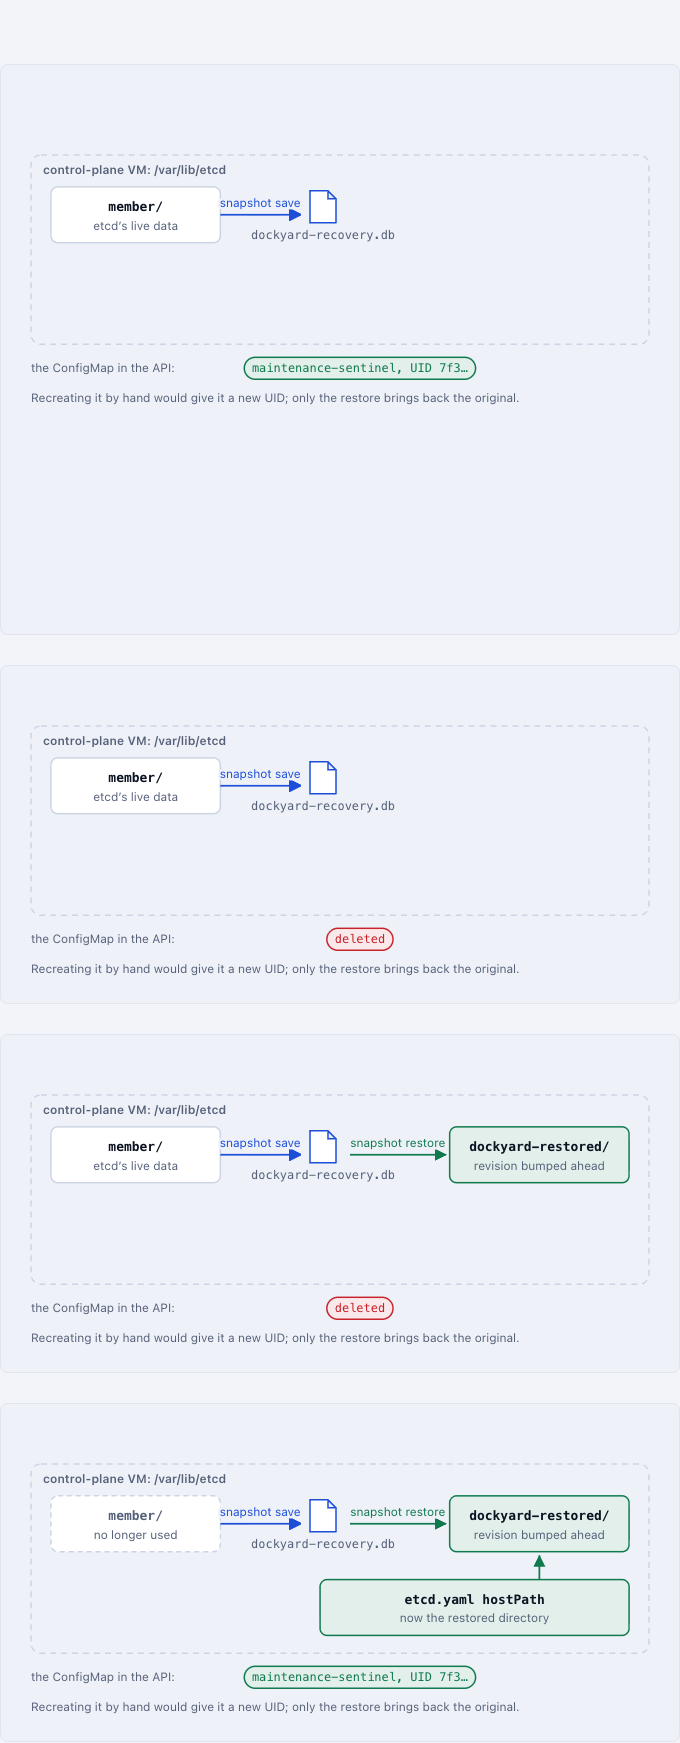 control-plane VM: /var/lib/etcd
member/
etcd's live data
snapshot save
dockyard-recovery.db
the ConfigMap in the API:
maintenance-sentinel, UID 7f3…
Recreating it by hand would give it a new UID; only the restore brings back the original.
control-plane VM: /var/lib/etcd
member/
etcd's live data
snapshot save
dockyard-recovery.db
the ConfigMap in the API:
deleted
Recreating it by hand would give it a new UID; only the restore brings back the original.
control-plane VM: /var/lib/etcd
member/
etcd's live data
snapshot save
dockyard-recovery.db
snapshot restore
dockyard-restored/
revision bumped ahead
the ConfigMap in the API:
deleted
Recreating it by hand would give it a new UID; only the restore brings back the original.
control-plane VM: /var/lib/etcd
member/
no longer used
snapshot save
dockyard-recovery.db
snapshot restore
dockyard-restored/
revision bumped ahead
etcd.yaml hostPath
now the restored directory
the ConfigMap in the API:
maintenance-sentinel, UID 7f3…
Recreating it by hand would give it a new UID; only the restore brings back the original.